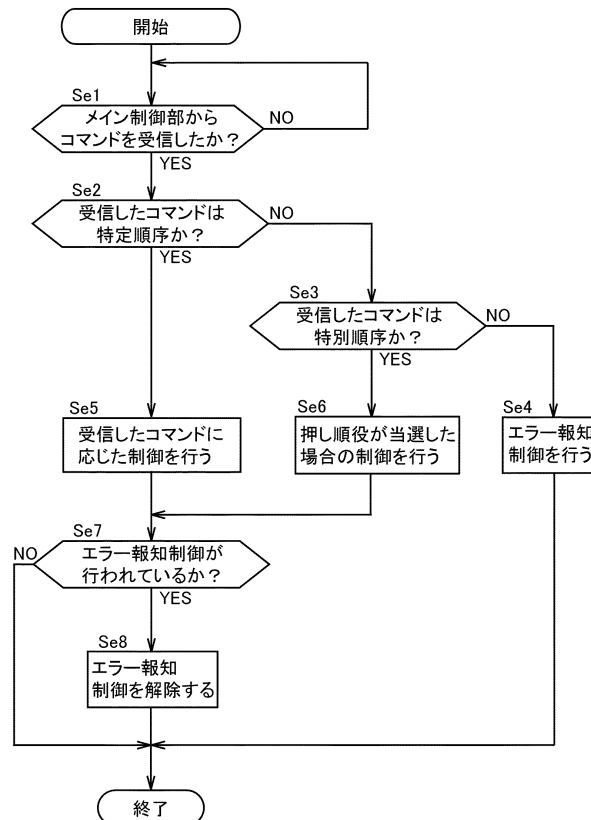 開始
Se1
メイン制御部から
コマンドを受信したか？
NO
YES
Se2
受信したコマンドは
特定順序か？
NO
YES
Se3
受信したコマンドは
特別順序か？
NO
YES
Se5
受信したコマンドに
応じた制御を行う
Se6
押し順役が当選した
場合の制御を行う
Se4
エラー報知
制御を行う
Se7
エラー報知制御が
行われているか？
NO
YES
Se8
エラー報知
制御を解除する
終了